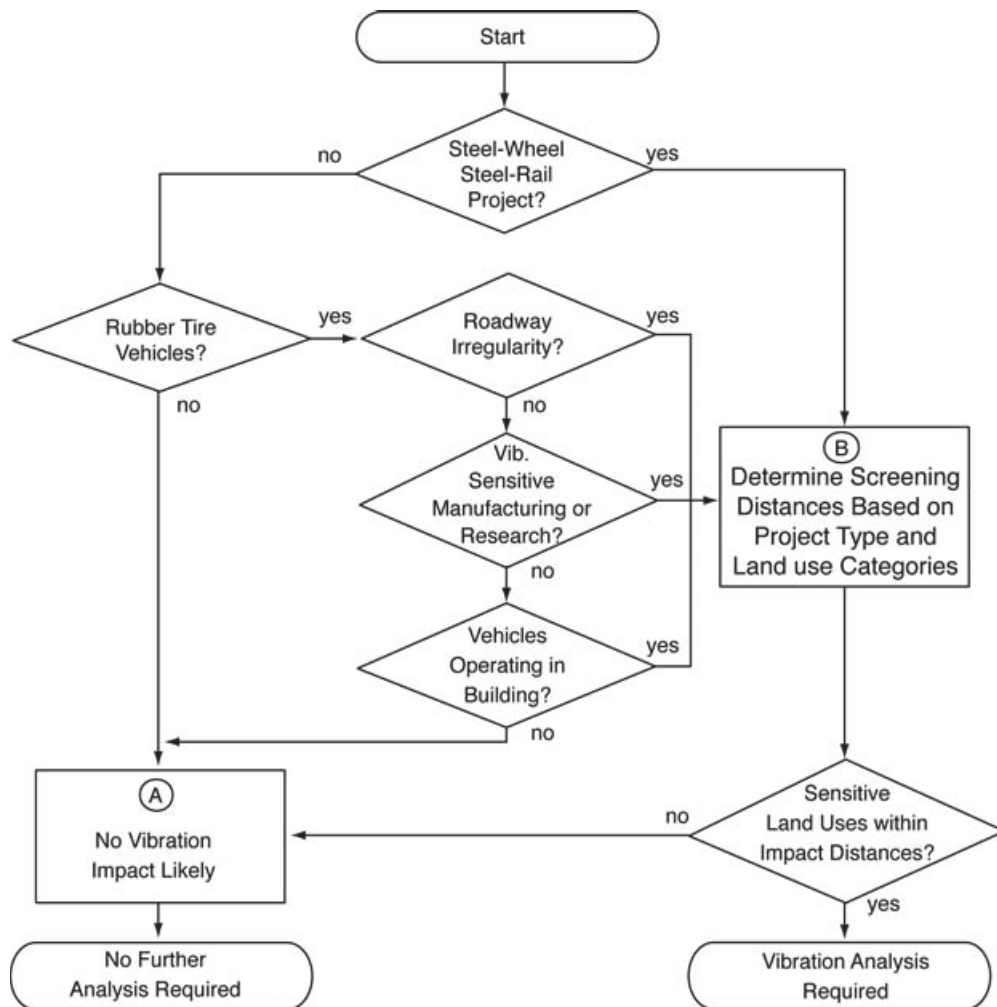 Start
Steel-Wheel
Steel-Rail
Project?
no
yes
Rubber Tire
Vehicles?
yes
no
Roadway
Irregularity?
yes
no
Vib.
Sensitive
Manufacturing or
Research?
yes
no
Vehicles
Operating in
Building?
yes
no
B
Determine Screening
Distances Based on
Project Type and
Land use Categories
Sensitive
Land Uses within
Impact Distances?
no
yes
A
No Vibration
Impact Likely
No Further
Analysis Required
Vibration Analysis
Required